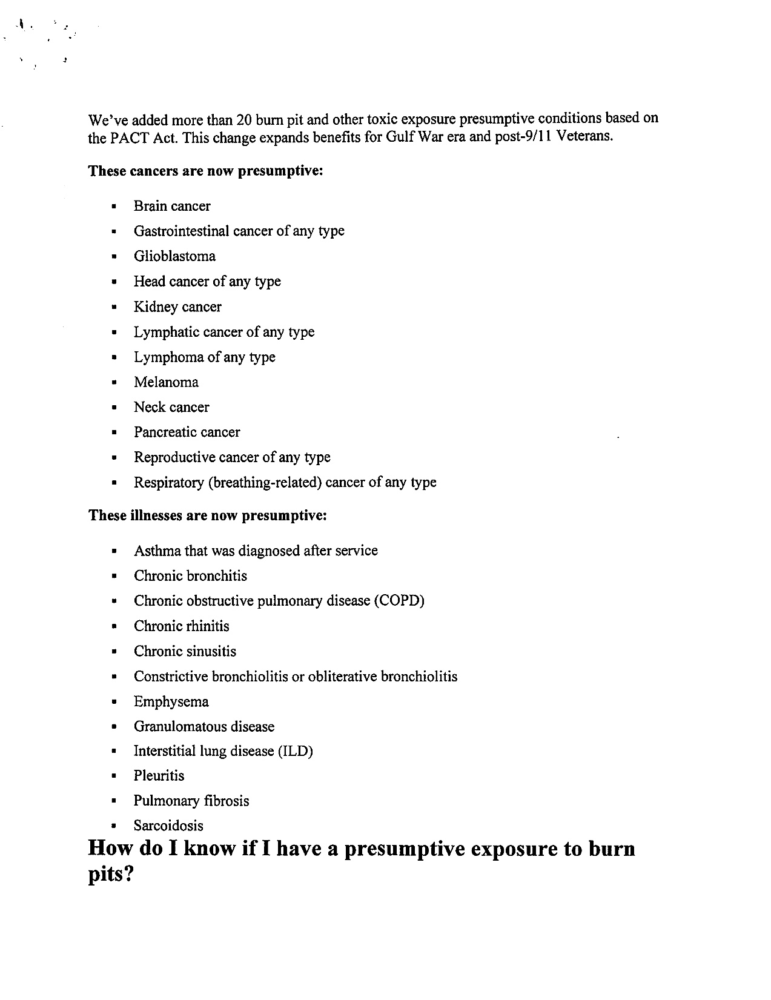 We've added more than 20 burn pit and other toxic exposure presumptive conditions based on
the PACT Act. This change expands benefits for Gulf War era and post-9/11 Veterans.
These cancers are now presumptive:
▪ Brain cancer
▪ Gastrointestinal cancer of any type
▪ Glioblastoma
▪ Head cancer of any type
▪ Kidney cancer
▪ Lymphatic cancer of any type
▪ Lymphoma of any type
▪ Melanoma
▪ Neck cancer
▪ Pancreatic cancer
▪ Reproductive cancer of any type
▪ Respiratory (breathing-related) cancer of any type
These illnesses are now presumptive:
▪ Asthma that was diagnosed after service
▪ Chronic bronchitis
▪ Chronic obstructive pulmonary disease (COPD)
▪ Chronic rhinitis
▪ Chronic sinusitis
▪ Constrictive bronchiolitis or obliterative bronchiolitis
▪ Emphysema
▪ Granulomatous disease
▪ Interstitial lung disease (ILD)
▪ Pleuritis
▪ Pulmonary fibrosis
▪ Sarcoidosis
How do I know if I have a presumptive exposure to burn
pits?